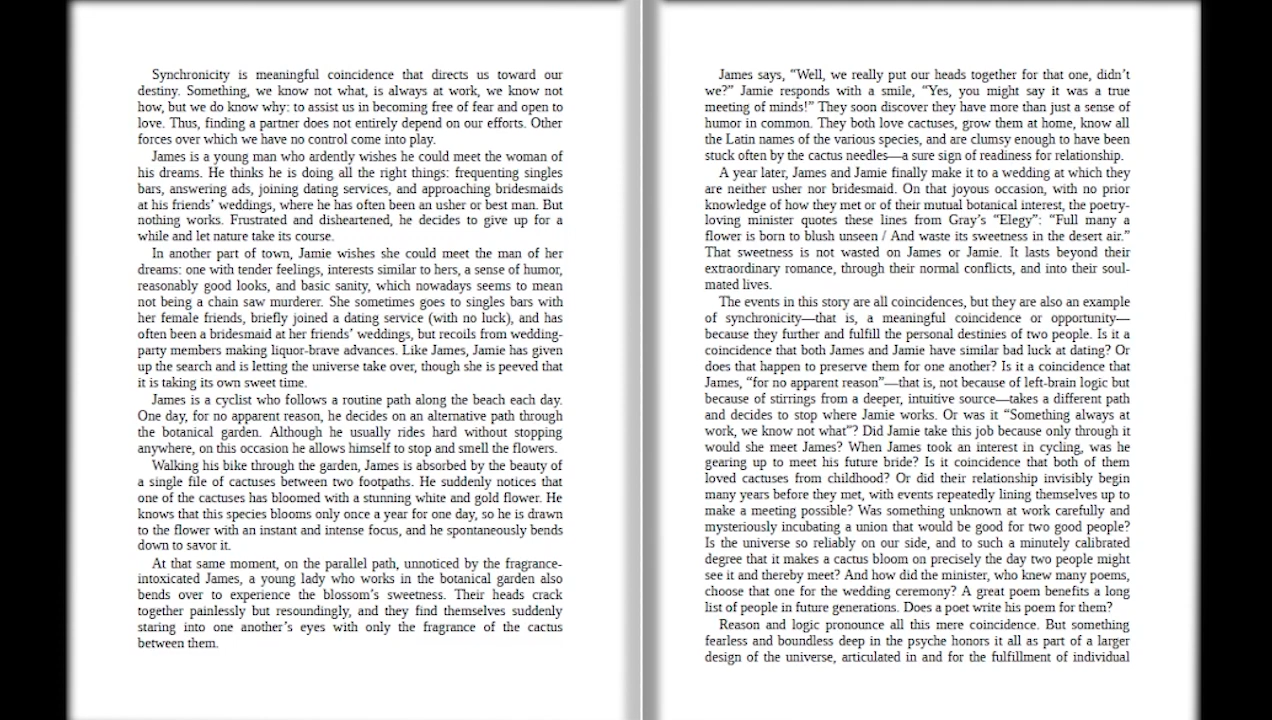 Synchronicity is meaningful coincidence that directs us toward our
destiny. Something, we know not what, is always at work, we know not
how, but we do know why: to assist us in becoming free of fear and open to
love. Thus, finding a partner does not entirely depend on our efforts. Other
forces over which we have no control come into play.
James is a young man who ardently wishes he could meet the woman of
his dreams. He thinks he is doing all the right things: frequenting singles
bars, answering ads, joining dating services, and approaching bridesmaids
at his friends’ weddings, where he has often been an usher or best man. But
nothing works. Frustrated and disheartened, he decides to give up for a
while and let nature take its course.
In another part of town, Jamie wishes she could meet the man of her
dreams: one with tender feelings, interests similar to hers, a sense of humor,
reasonably good looks, and basic sanity, which nowadays seems to mean
not being a chain saw murderer. She sometimes goes to singles bars with
her female friends, briefly joined a dating service (with no luck), and has
often been a bridesmaid at her friends’ weddings, but recoils from wedding-
party members making liquor-brave advances. Like James, Jamie has given
up the search and is letting the universe take over, though she is peeved that
it is taking its own sweet time.
James is a cyclist who follows a routine path along the beach each day.
One day, for no apparent reason, he decides on an alternative path through
the botanical garden. Although he usually rides hard without stopping
anywhere, on this occasion he allows himself to stop and smell the flowers.
Walking his bike through the garden, James is absorbed by the beauty of
a single file of cactuses between two footpaths. He suddenly notices that
one of the cactuses has bloomed with a stunning white and gold flower. He
knows that this species blooms only once a year for one day, so he is drawn
to the flower with an instant and intense focus, and he spontaneously bends
down to savor it.
At that same moment, on the parallel path, unnoticed by the fragrance-
intoxicated James, a young lady who works in the botanical garden also
bends over to experience the blossom’s sweetness. Their heads crack
together painlessly but resoundingly, and they find themselves suddenly
staring into one another’s eyes with only the fragrance of the cactus
between them.
James says, “Well, we really put our heads together for that one, didn’t
we?” Jamie responds with a smile, “Yes, you might say it was a true
meeting of minds!” They soon discover they have more than just a sense of
humor in common. They both love cactuses, grow them at home, know all
the Latin names of the various species, and are clumsy enough to have been
stuck often by the cactus needles—a sure sign of readiness for relationship.
A year later, James and Jamie finally make it to a wedding at which they
are neither usher nor bridesmaid. On that joyous occasion, with no prior
knowledge of how they met or of their mutual botanical interest, the poetry-
loving minister quotes these lines from Gray’s “Elegy”: “Full many a
flower is born to blush unseen / And waste its sweetness in the desert air.”
That sweetness is not wasted on James or Jamie. It lasts beyond their
extraordinary romance, through their normal conflicts, and into their soul-
mated lives.
The events in this story are all coincidences, but they are also an example
of synchronicity—that is, a meaningful coincidence or opportunity—
because they further and fulfill the personal destinies of two people. Is it a
coincidence that both James and Jamie have similar bad luck at dating? Or
does that happen to preserve them for one another? Is it a coincidence that
James, “for no apparent reason”—that is, not because of left-brain logic but
because of stirrings from a deeper, intuitive source—takes a different path
and decides to stop where Jamie works. Or was it “Something always at
work, we know not what”? Did Jamie take this job because only through it
would she meet James? When James took an interest in cycling, was he
gearing up to meet his future bride? Is it coincidence that both of them
loved cactuses from childhood? Or did their relationship invisibly begin
many years before they met, with events repeatedly lining themselves up to
make a meeting possible? Was something unknown at work carefully and
mysteriously incubating a union that would be good for two good people?
Is the universe so reliably on our side, and to such a minutely calibrated
degree that it makes a cactus bloom on precisely the day two people might
see it and thereby meet? And how did the minister, who knew many poems,
choose that one for the wedding ceremony? A great poem benefits a long
list of people in future generations. Does a poet write his poem for them?
Reason and logic pronounce all this mere coincidence. But something
fearless and boundless deep in the psyche honors it all as part of a larger
design of the universe, articulated in and for the fulfillment of individual